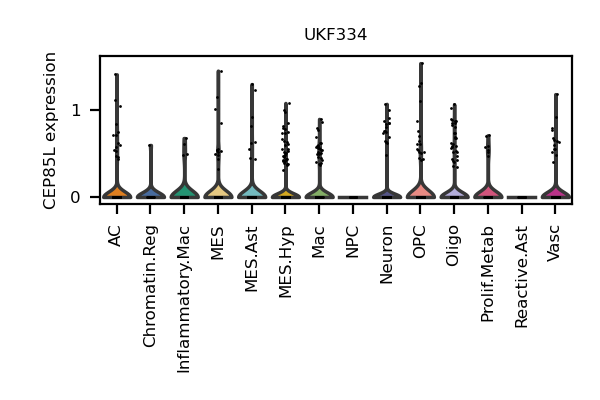 UKF334
CEP85L expression
1
0
AC
Chromatin.Reg
Inflammatory.Mac
MES
MES.Ast
MES.Hyp
Mac
NPC
Neuron
OPC
Oligo
Prolif.Metab
Reactive.Ast
Vasc